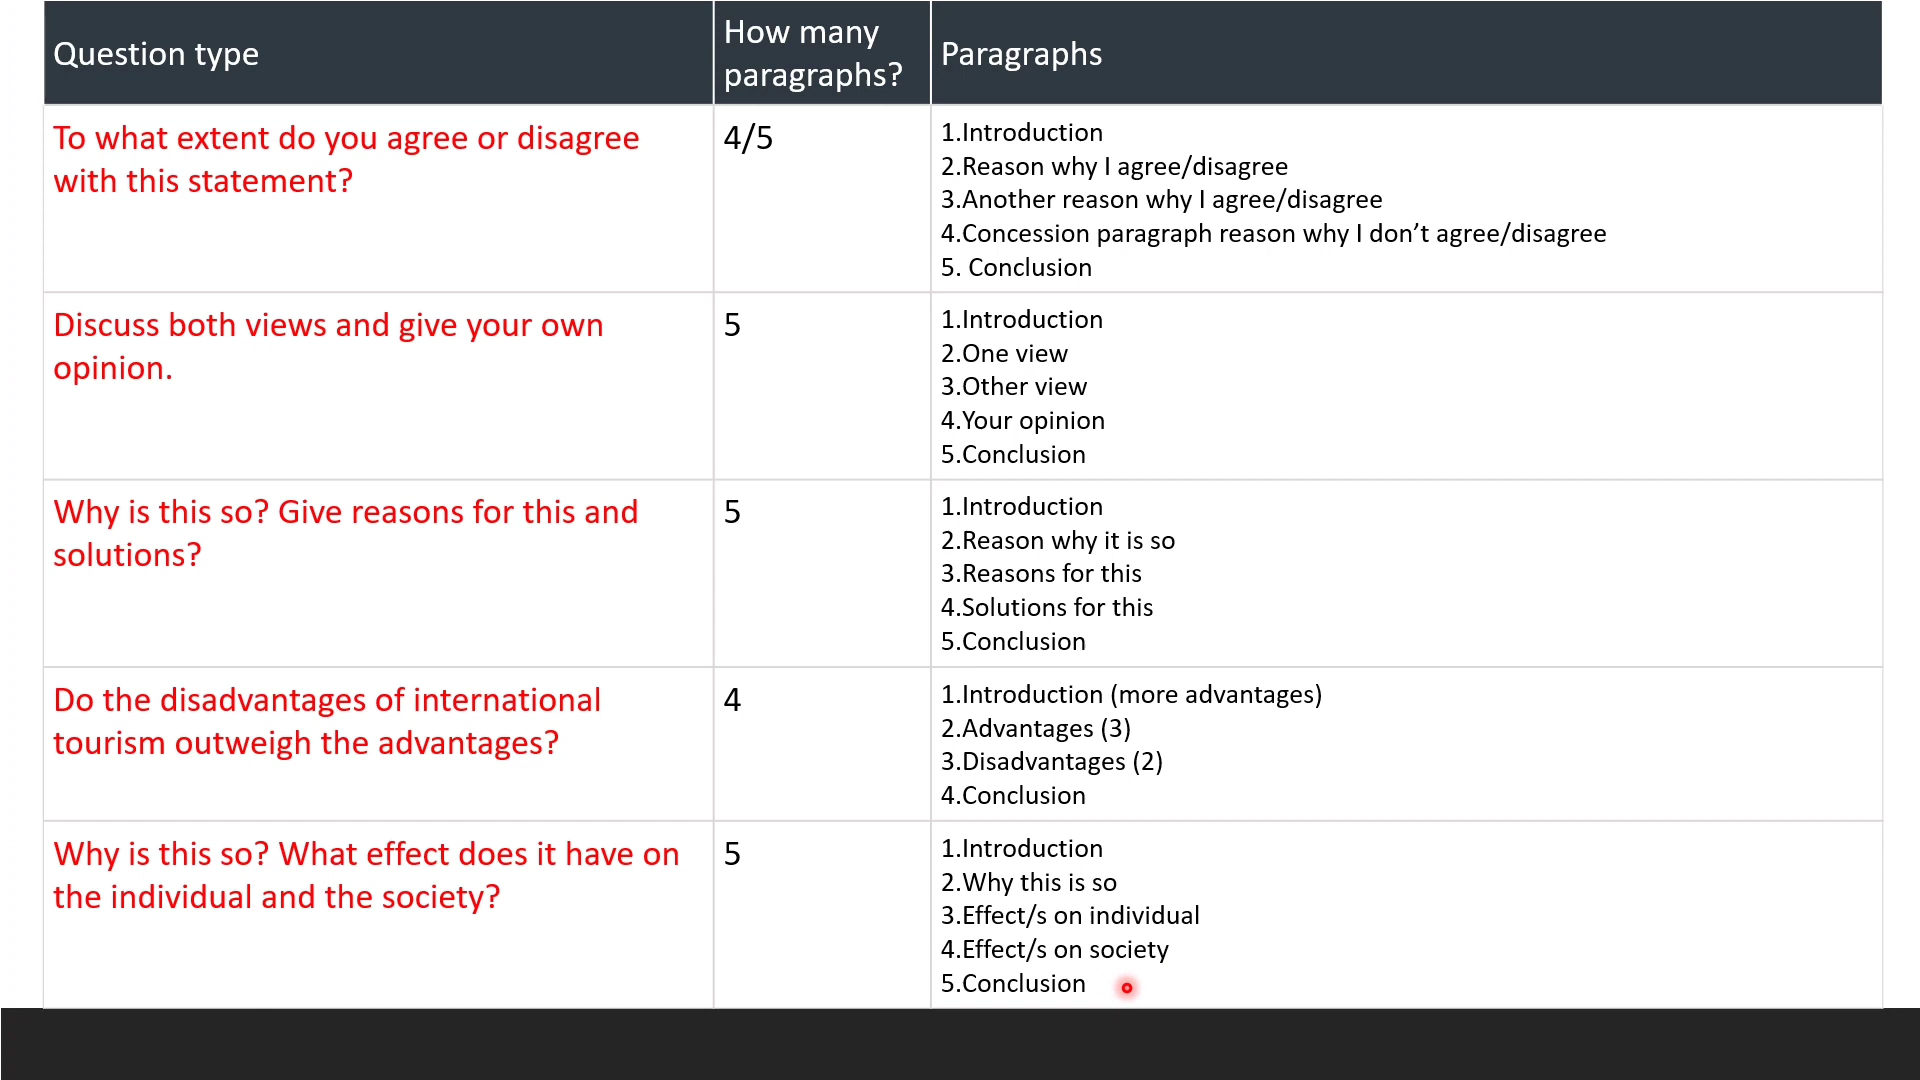 Question type
How many
paragraphs?
Paragraphs
To what extent do you agree or disagree
with this statement?
4/5
1.Introduction
2.Reason why I agree/disagree
3.Another reason why I agree/disagree
4.Concession paragraph reason why I don’t agree/disagree
5. Conclusion
Discuss both views and give your own
opinion.
5
1.Introduction
2.One view
3.Other view
4.Your opinion
5.Conclusion
Why is this so? Give reasons for this and
solutions?
5
1.Introduction
2.Reason why it is so
3.Reasons for this
4.Solutions for this
5.Conclusion
Do the disadvantages of international
tourism outweigh the advantages?
4
1.Introduction (more advantages)
2.Advantages (3)
3.Disadvantages (2)
4.Conclusion
Why is this so? What effect does it have on
the individual and the society?
5
1.Introduction
2.Why this is so
3.Effect/s on individual
4.Effect/s on society
5.Conclusion